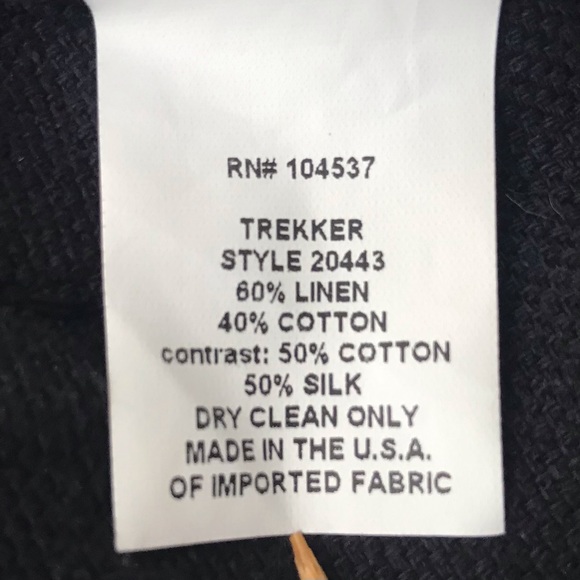 RN# 104537
TREKKER
STYLE 20443
60% LINEN
40% COTTON
contrast: 50% COTTON
50% SILK
DRY CLEAN ONLY
MADE IN THE U.S.A.
OF IMPORTED FABRIC